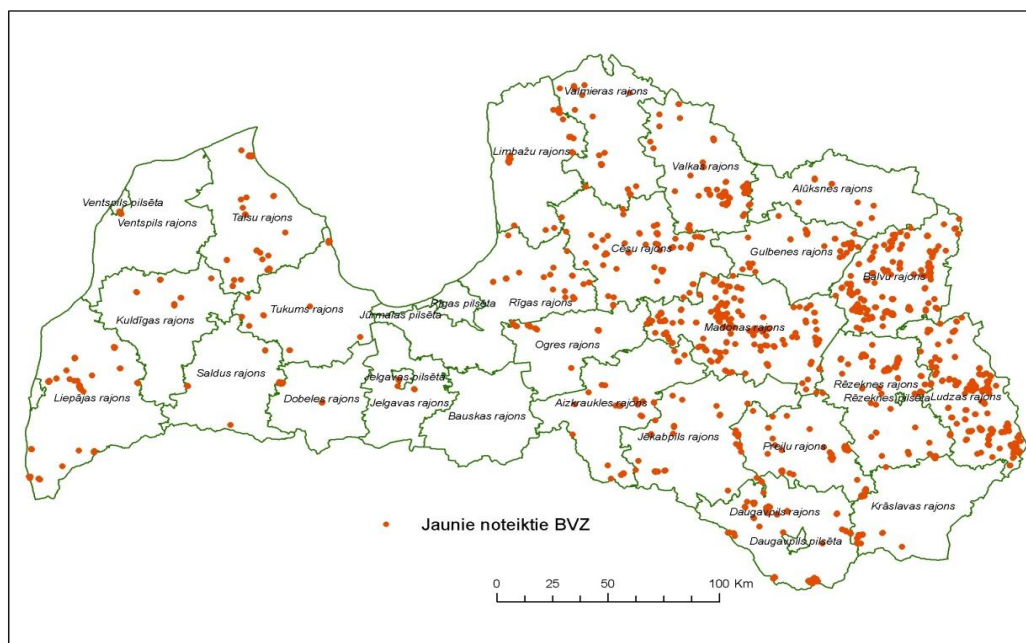 Valmieras rajons
Limbažu rajons
Valkas rajons
Alūksnes rajons
Ventspils pilsēta
Talsu rajons
Ventspils rajons
Cēsu rajons
Gulbenes rajons
Balvu rajons
Rīgas pilsēta
Rīgas rajons
Tukums rajons
Jūrmalas pilsēta
Kuldīgas rajons
Madonas rajons
Ogres rajons
Saldus rajons
Jelgavas pilsēta
Rēzeknes rajons
Liepājas rajons
Dobeles rajons
Jelgavas rajons
Rēzeknes pilsēta
Ludzas rajons
Bauskas rajons
Aizkraukles rajons
Jēkabpils rajons
Preiļu rajons
Krāslavas rajons
Daugavpils rajons
Jaunie noteiktie BVZ
Daugavpils pilsēta
0 25 50 100 Km